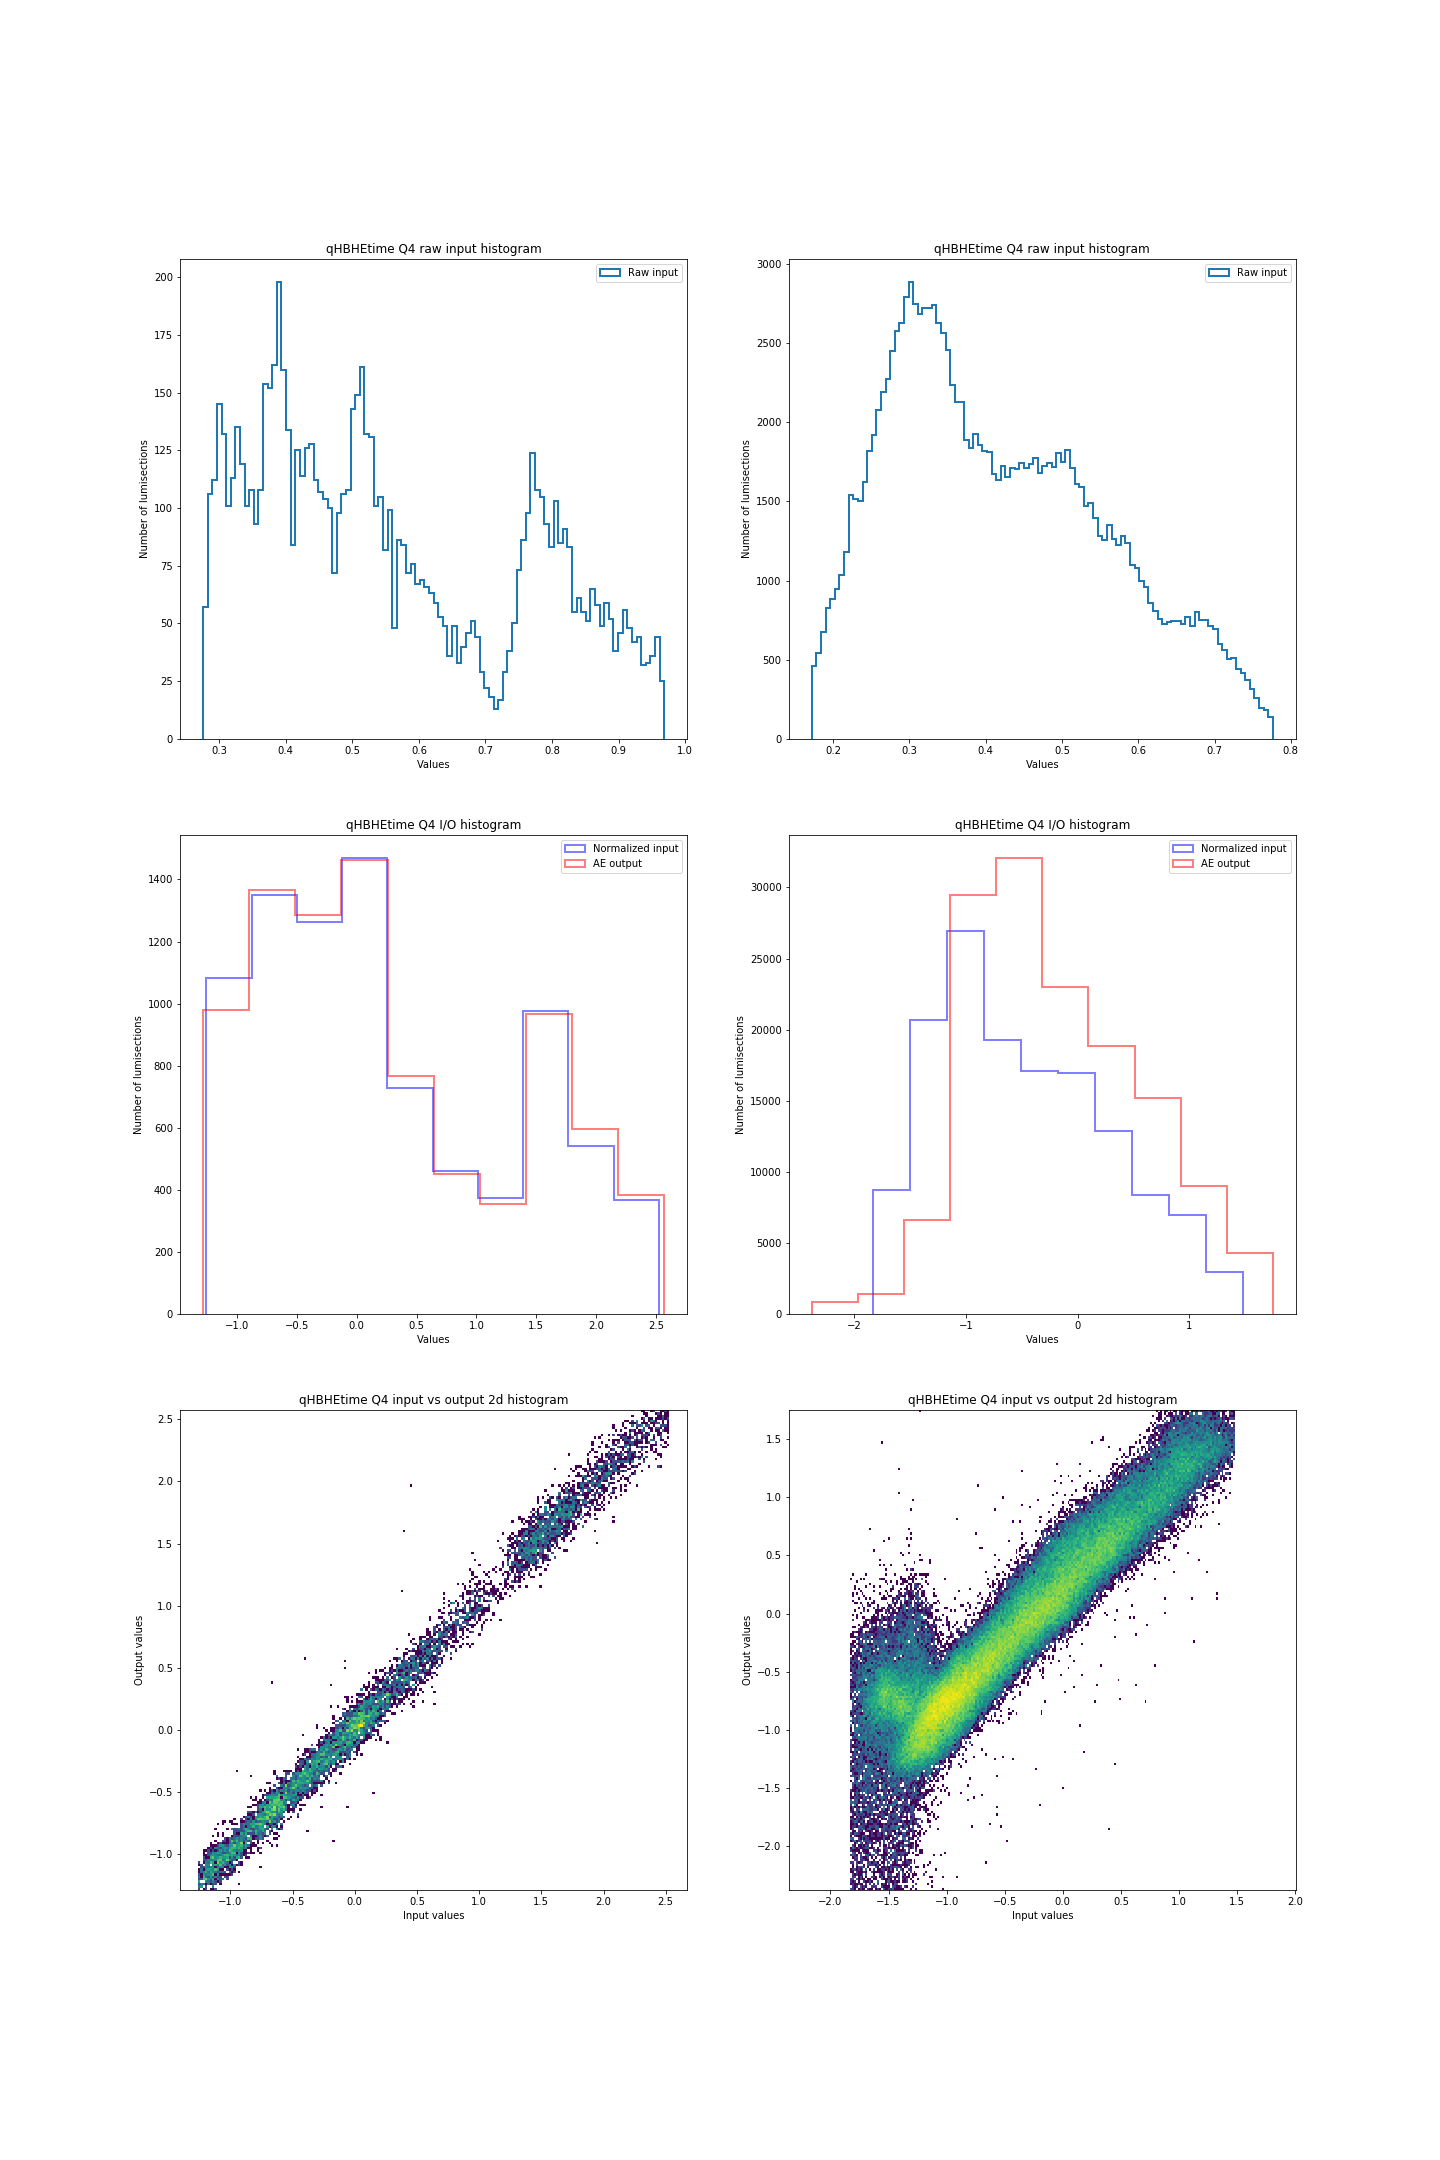 qHBHEtime Q4 raw input histogram
Raw input
Number of lumisections
200
175
150
125
100
75
50
25
0
0.3 0.4 0.5 0.6 0.7 0.8 0.9 1.0
Values
qHBHEtime Q4 raw input histogram
Raw input
Number of lumisections
3000
2500
2000
1500
1000
500
0
0.2 0.3 0.4 0.5 0.6 0.7 0.8
Values
qHBHEtime Q4 I/O histogram
Normalized input
AE output
Number of lumisections
1400
1200
1000
800
600
400
200
0
−1.0 −0.5 0.0 0.5 1.0 1.5 2.0 2.5
Values
qHBHEtime Q4 I/O histogram
Normalized input
AE output
Number of lumisections
30000
25000
20000
15000
10000
5000
0
−2 −1 0 1
Values
qHBHEtime Q4 input vs output 2d histogram
Output values
2.5
2.0
1.5
1.0
0.5
0.0
−0.5
−1.0
−1.0 −0.5 0.0 0.5 1.0 1.5 2.0 2.5
Input values
qHBHEtime Q4 input vs output 2d histogram
Output values
1.5
1.0
0.5
0.0
−0.5
−1.0
−1.5
−2.0
−2.0 −1.5 −1.0 −0.5 0.0 0.5 1.0 1.5 2.0
Input values